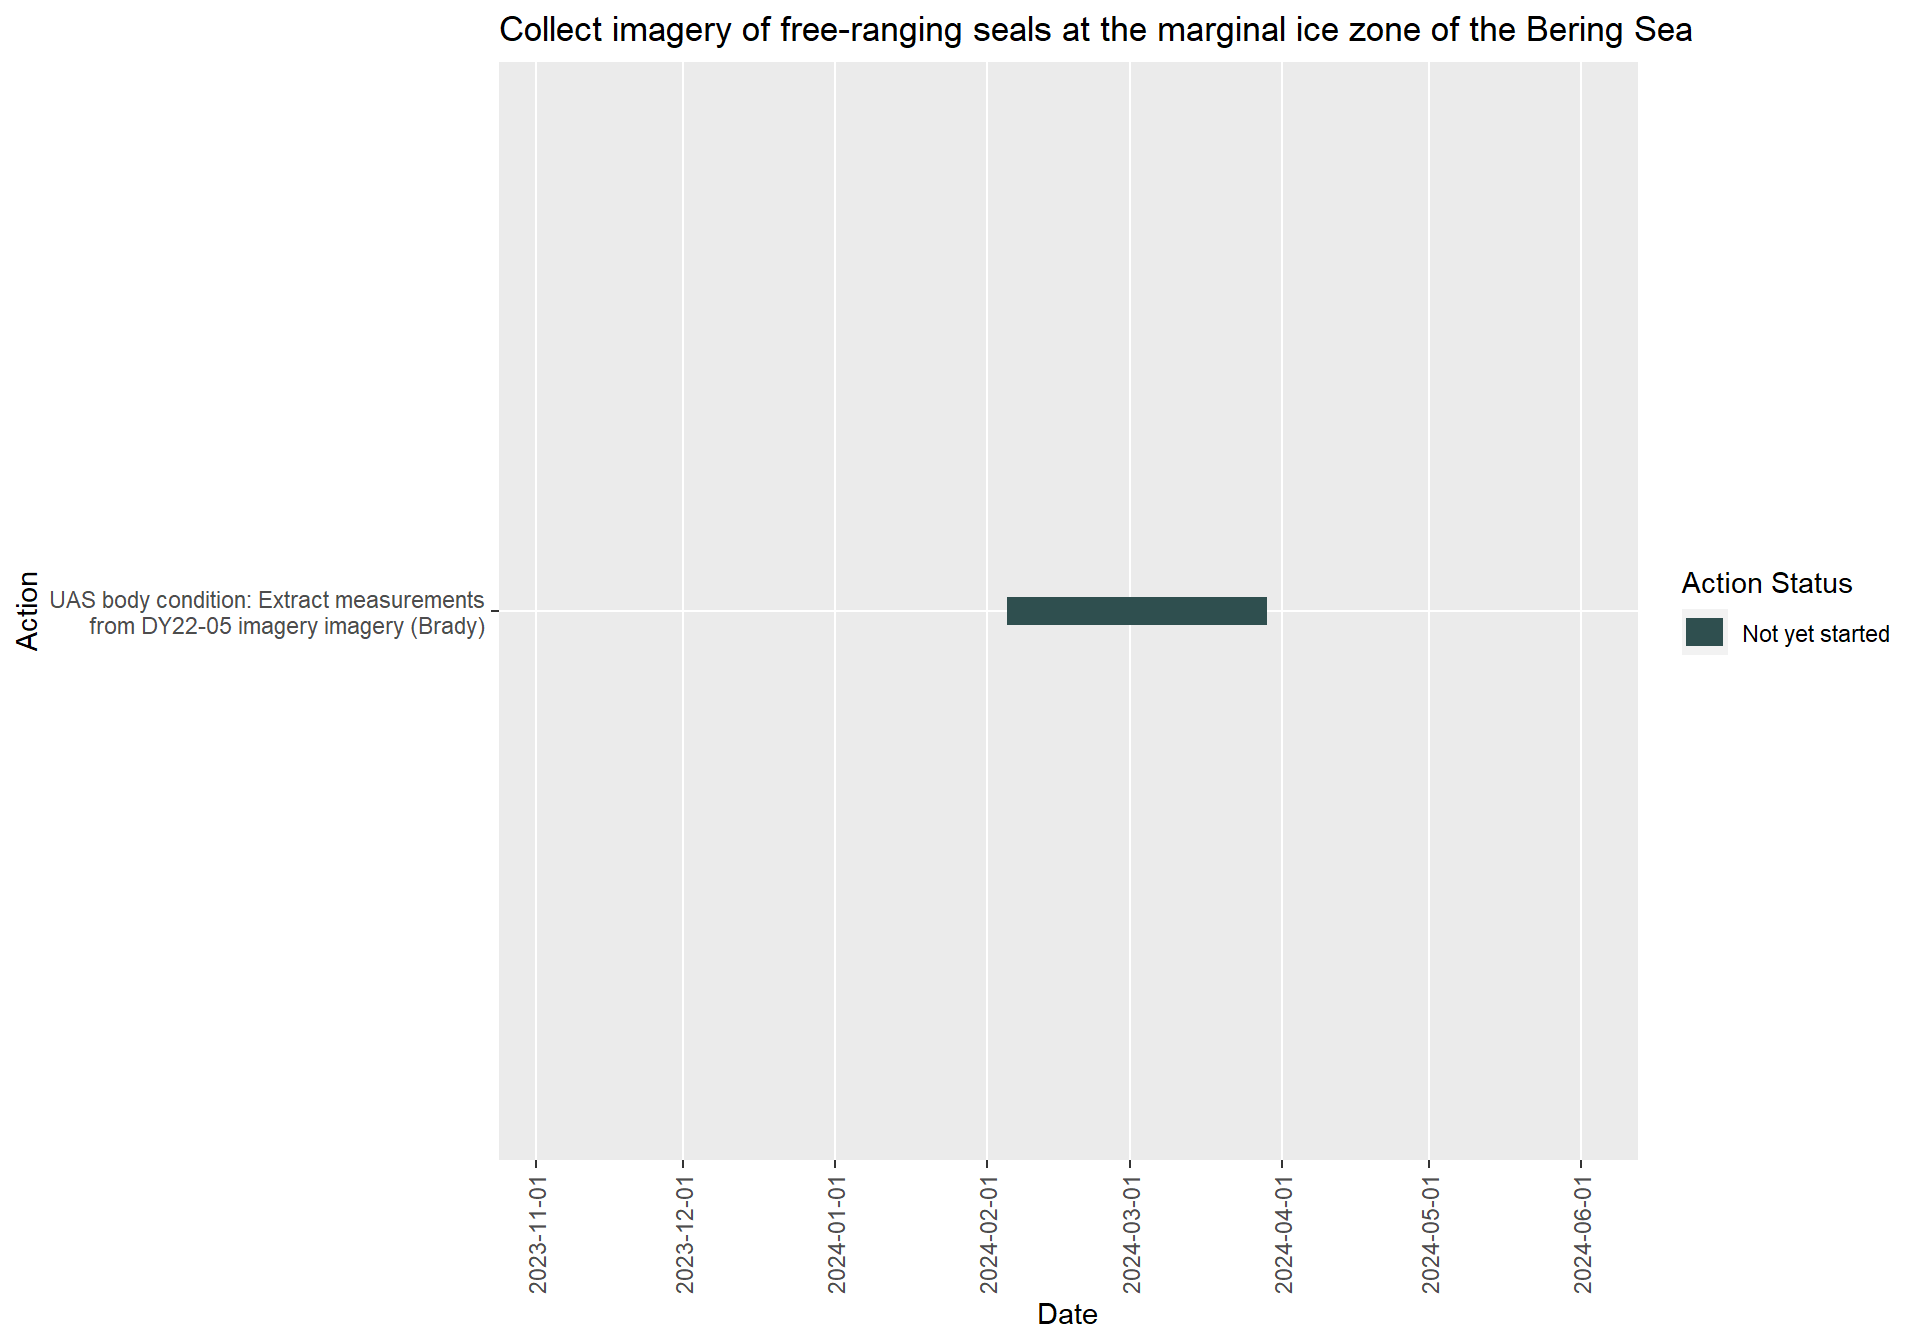 Collect imagery of free-ranging seals at the marginal ice zone of the Bering Sea
Action
UAS body condition: Extract measurements
from DY22-05 imagery imagery (Brady)
Action Status
Not yet started
2023-11-01
2023-12-01
2024-01-01
2024-02-01
2024-03-01
2024-04-01
2024-05-01
2024-06-01
Date